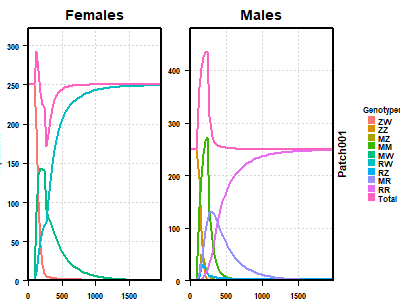 Females
Males
300
250
200
150
100
50
0
0
500
1000
1500
400
300
200
100
0
0
500
1000
1500
Patch001
Genotypes
ZW
ZZ
MZ
MM
MW
RW
RZ
MR
RR
Total